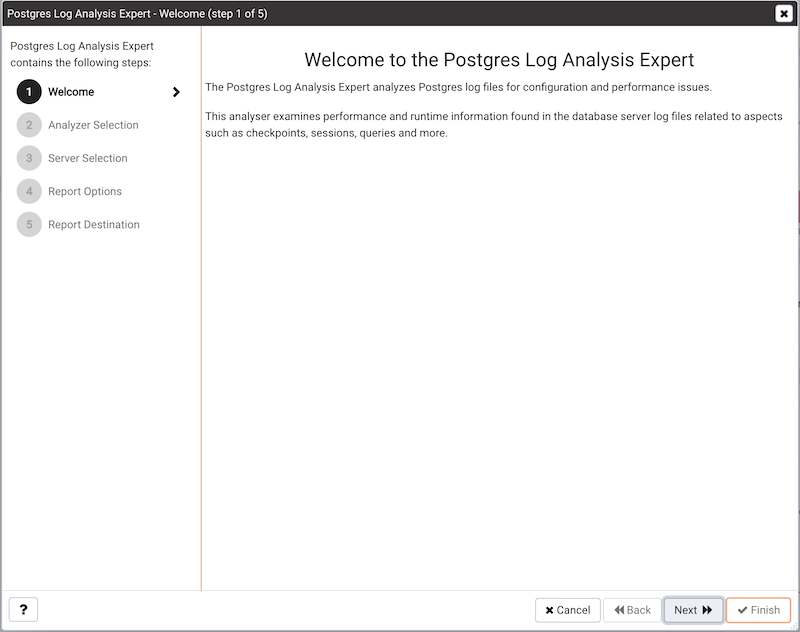 Postgres Log Analysis Expert - Welcome (step 1 of 5)
Postgres Log Analysis Expert
contains the following steps:
1 Welcome
2 Analyzer Selection
3 Server Selection
4 Report Options
5 Report Destination
Welcome to the Postgres Log Analysis Expert
The Postgres Log Analysis Expert analyzes Postgres log files for configuration and performance issues.
This analyser examines performance and runtime information found in the database server log files related to aspects
such as checkpoints, sessions, queries and more.
?
Cancel
Back
Next
Finish